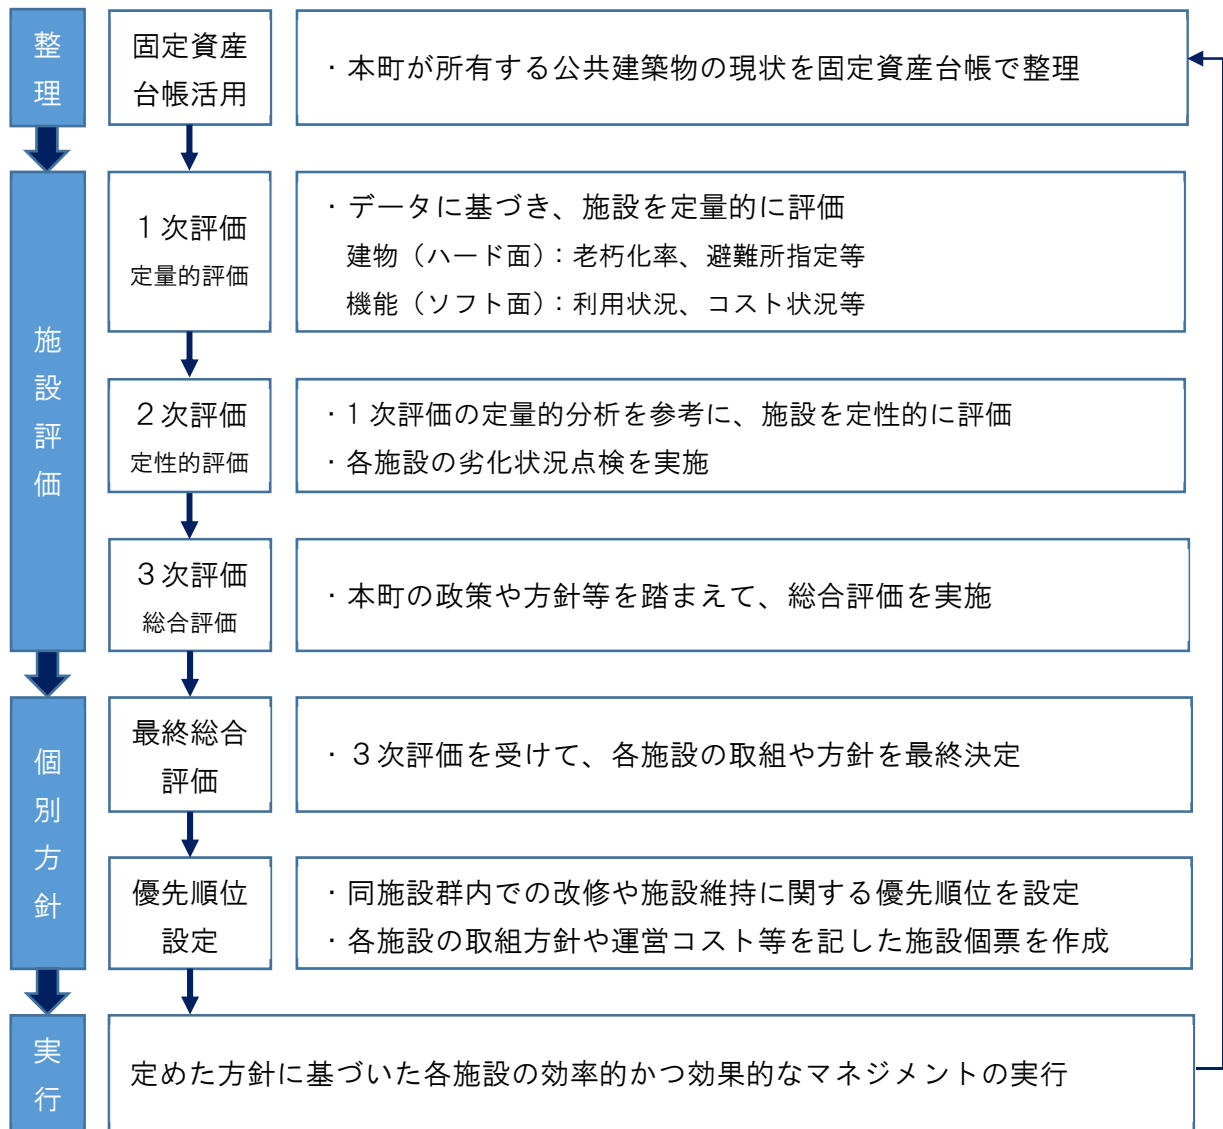 整理
固定資産
台帳活用
・本町が所有する公共建築物の現状を固定資産台帳で整理
施設評価
１次評価
定量的評価
・データに基づき、施設を定量的に評価
建物（ハード面）：老朽化率、避難所指定等
機能（ソフト面）：利用状況、コスト状況等
２次評価
定性的評価
・1次評価の定量的分析を参考に、施設を定性的に評価
・各施設の劣化状況点検を実施
３次評価
総合評価
・本町の政策や方針等を踏まえて、総合評価を実施
個別方針
最終総合
評価
・３次評価を受けて、各施設の取組や方針を最終決定
優先順位
設定
・同施設群内での改修や施設維持に関する優先順位を設定
・各施設の取組方針や運営コスト等を記した施設個票を作成
実行
定めた方針に基づいた各施設の効率的かつ効果的なマネジメントの実行